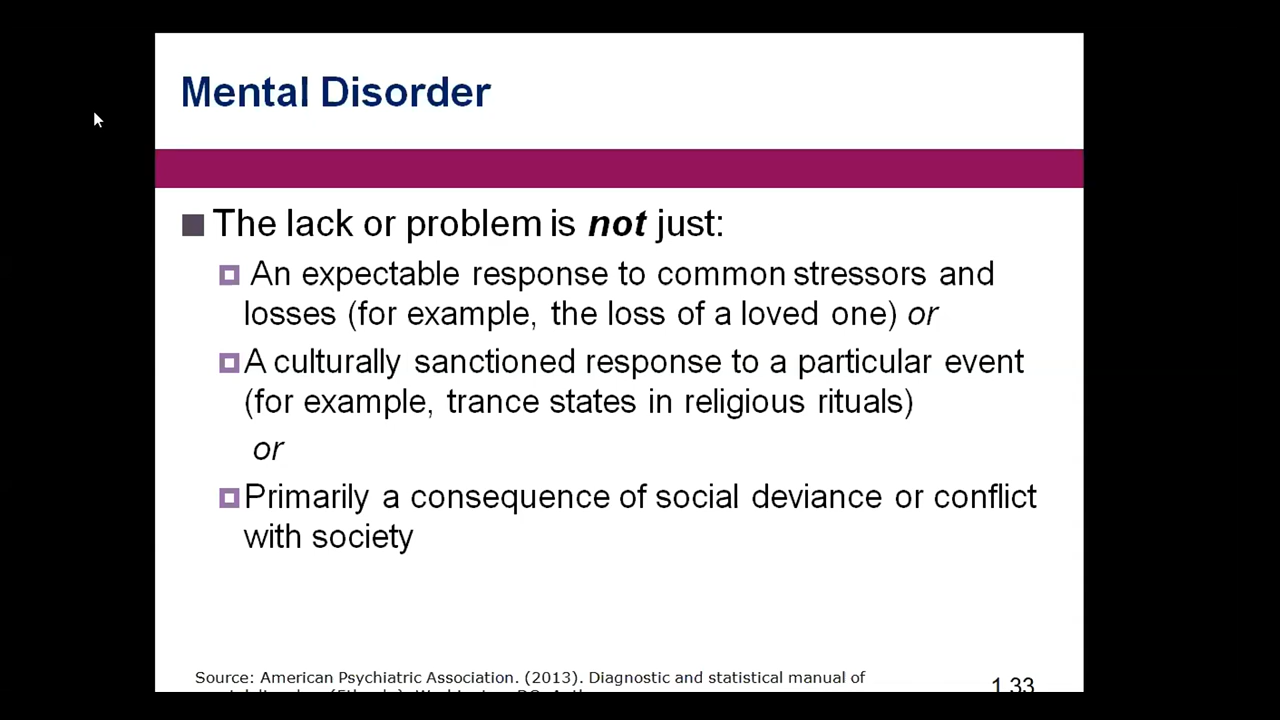 Mental Disorder
The lack or problem is not just:
An expectable response to common stressors and
losses (for example, the loss of a loved one) or
A culturally sanctioned response to a particular event
(for example, trance states in religious rituals)
or
Primarily a consequence of social deviance or conflict
with society
Source: American Psychiatric Association. (2013). Diagnostic and statistical manual of
1.33